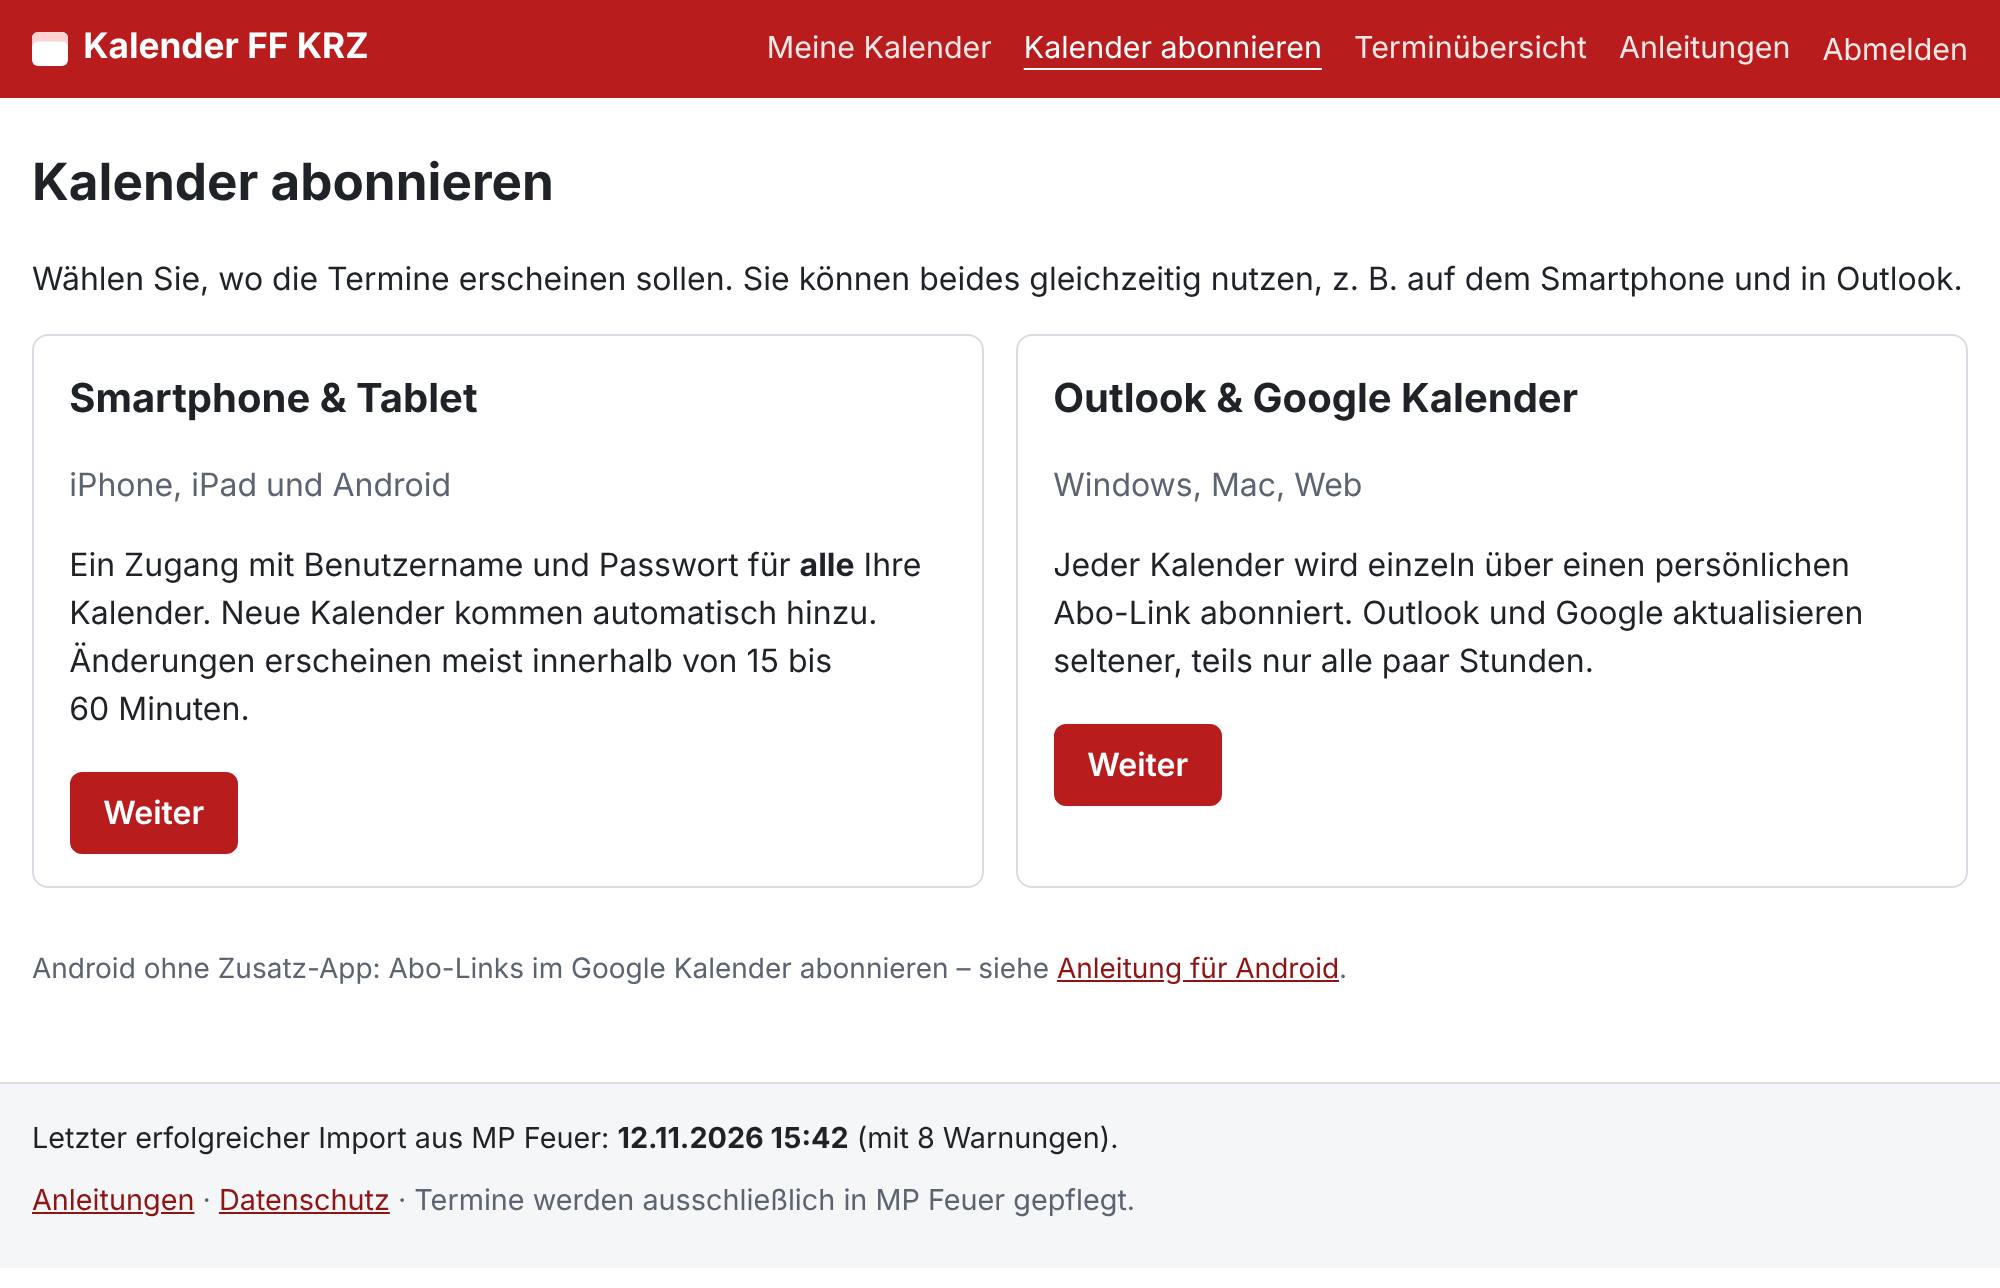 Kalender FF KRZ
Meine Kalender
Kalender abonnieren
Terminübersicht
Anleitungen
Abmelden
Kalender abonnieren
Wählen Sie, wo die Termine erscheinen sollen. Sie können beides gleichzeitig nutzen, z. B. auf dem Smartphone und in Outlook.
Smartphone & Tablet
iPhone, iPad und Android
Ein Zugang mit Benutzername und Passwort für alle Ihre
Kalender. Neue Kalender kommen automatisch hinzu.
Änderungen erscheinen meist innerhalb von 15 bis
60 Minuten.
Weiter
Outlook & Google Kalender
Windows, Mac, Web
Jeder Kalender wird einzeln über einen persönlichen
Abo-Link abonniert. Outlook und Google aktualisieren
seltener, teils nur alle paar Stunden.
Weiter
Android ohne Zusatz-App: Abo-Links im Google Kalender abonnieren – siehe Anleitung für Android.
Letzter erfolgreicher Import aus MP Feuer: 12.11.2026 15:42 (mit 8 Warnungen).
Anleitungen · Datenschutz · Termine werden ausschließlich in MP Feuer gepflegt.